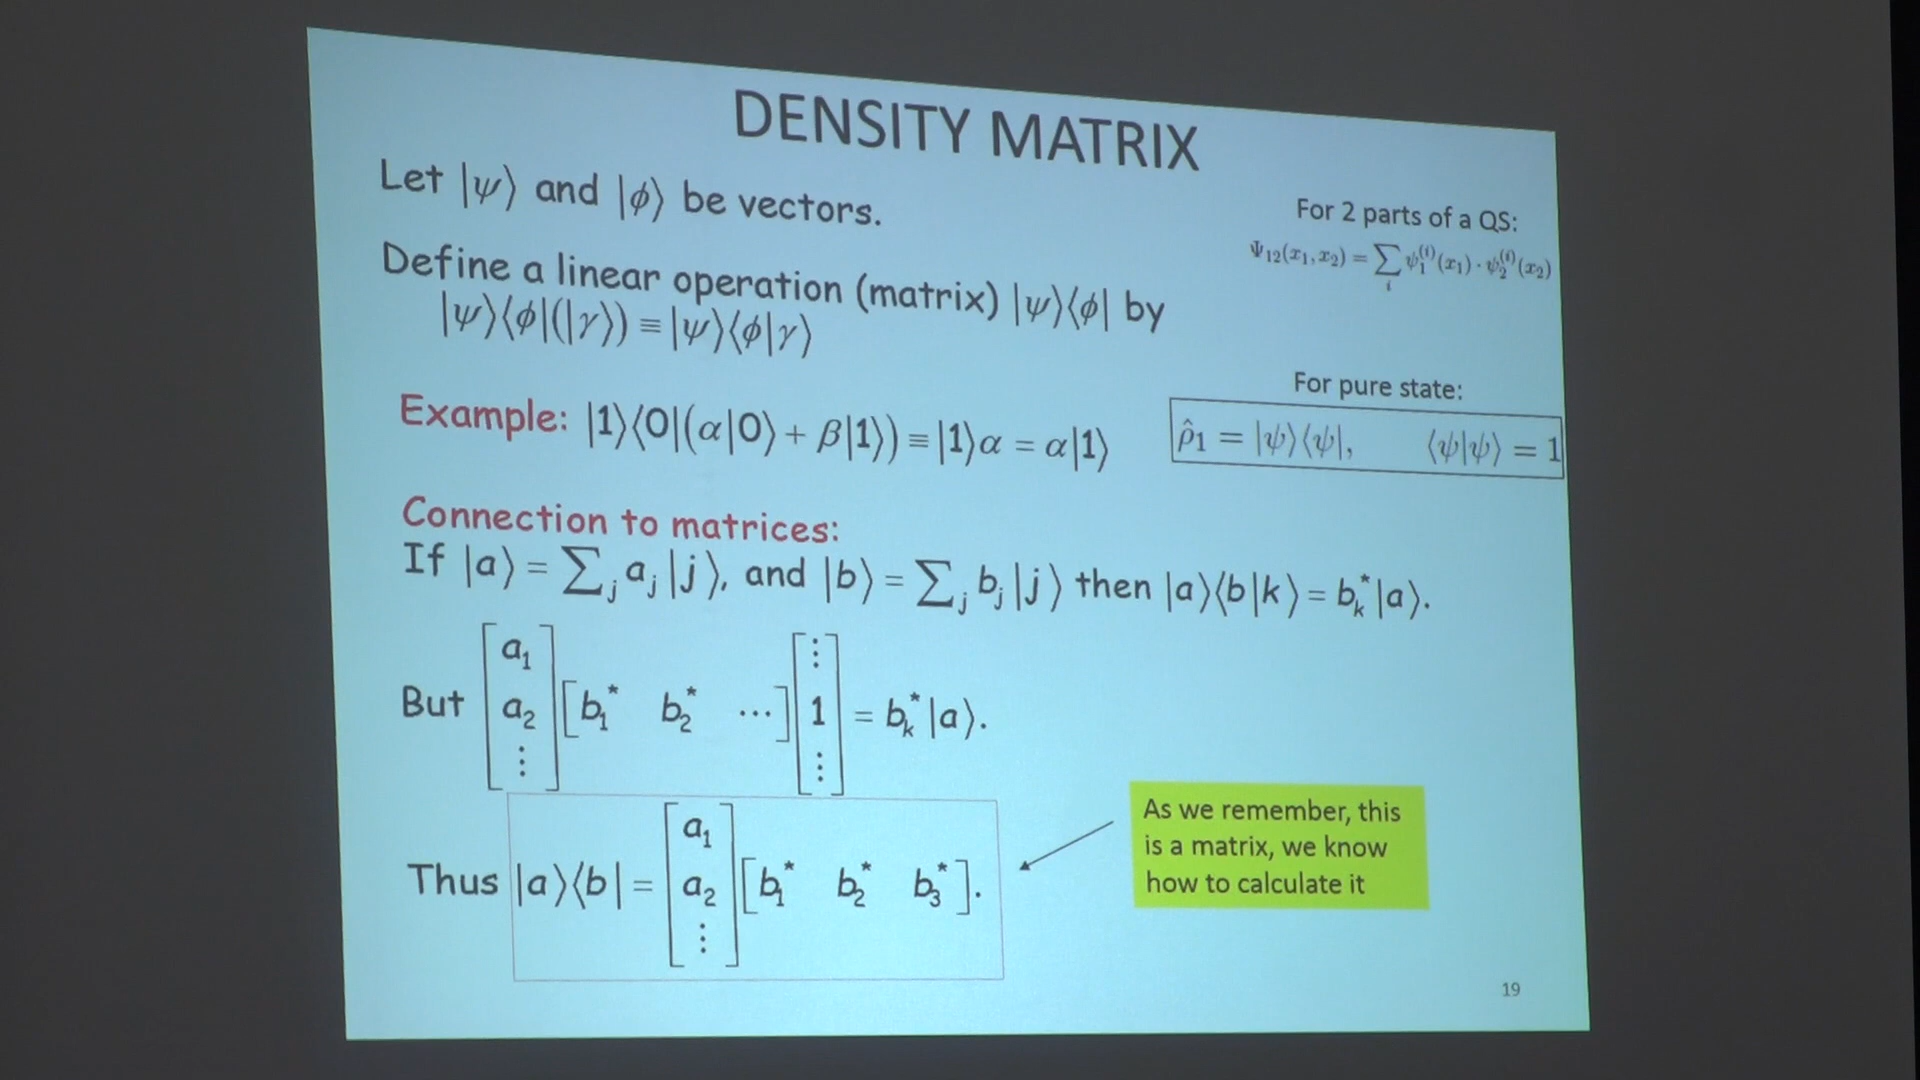 DENSITY MATRIX
Let |ψ⟩ and |ϕ⟩ be vectors.
For 2 parts of a QS:
Ψ₁₂(x₁, x₂) = ∑ᵢ ψ₁⁽ⁱ⁾(x₁) · ψ₂⁽ⁱ⁾(x₂)
Define a linear operation (matrix) |ψ⟩⟨ϕ| by
|ψ⟩⟨ϕ|(|γ⟩) ≡ |ψ⟩⟨ϕ|γ⟩
For pure state:
ρ̂₁ = |ψ⟩⟨ψ|, ⟨ψ|ψ⟩ = 1
Example: |1⟩⟨0|(α|0⟩ + β|1⟩) ≡ |1⟩α = α|1⟩
Connection to matrices:
If |a⟩ = ∑ⱼ aⱼ|j⟩, and |b⟩ = ∑ⱼ bⱼ|j⟩ then |a⟩⟨b|k⟩ = bₖ*|a⟩.
But [a₁ a₂ ⋮] [b₁* b₂* ⋯] [⋮ 1 ⋮] = bₖ*|a⟩.
Thus |a⟩⟨b| = [a₁ a₂ ⋮] [b₁* b₂* b₃*].
As we remember, this
is a matrix, we know
how to calculate it
19